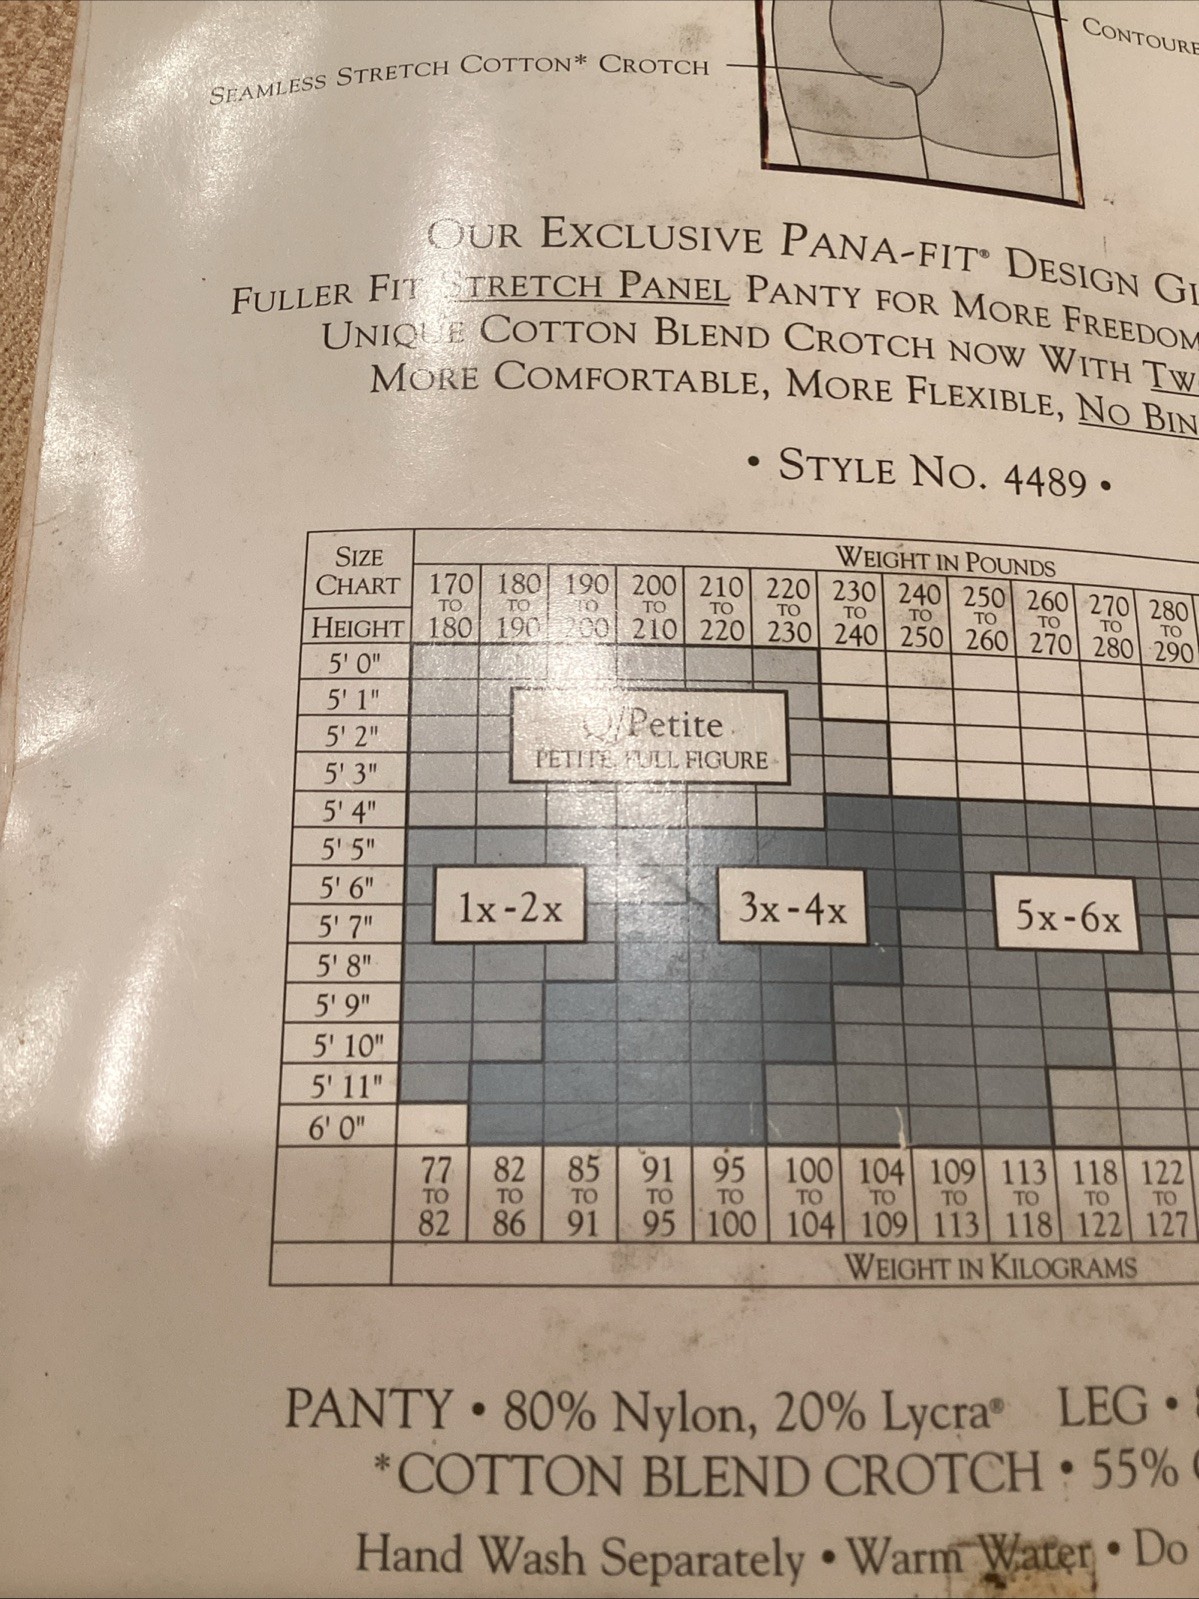 SEAMLESS STRETCH COTTON* CROTCH
CONTOURE
OUR EXCLUSIVE PANA-FIT® DESIGN GI
FULLER FIT STRETCH PANEL PANTY FOR MORE FREEDOM
UNIQUE COTTON BLEND CROTCH NOW WITH TW
MORE COMFORTABLE, MORE FLEXIBLE, NO BIN
• STYLE NO. 4489 •
SIZE CHART
WEIGHT IN POUNDS
170 TO 180
180 TO 190
190 TO 200
200 TO 210
210 TO 220
220 TO 230
230 TO 240
240 TO 250
250 TO 260
260 TO 270
270 TO 280
280 TO 290
HEIGHT
5' 0"
5' 1"
5' 2"
5' 3"
5' 4"
5' 5"
5' 6"
5' 7"
5' 8"
5' 9"
5' 10"
5' 11"
6' 0"
Q/Petite
PETITE FULL FIGURE
1x-2x
3x-4x
5x-6x
77 TO 82
82 TO 86
85 TO 91
91 TO 95
95 TO 100
100 TO 104
104 TO 109
109 TO 113
113 TO 118
118 TO 122
122 TO 127
WEIGHT IN KILOGRAMS
PANTY • 80% Nylon, 20% Lycra® LEG •
*COTTON BLEND CROTCH • 55%
Hand Wash Separately • Warm Water • Do